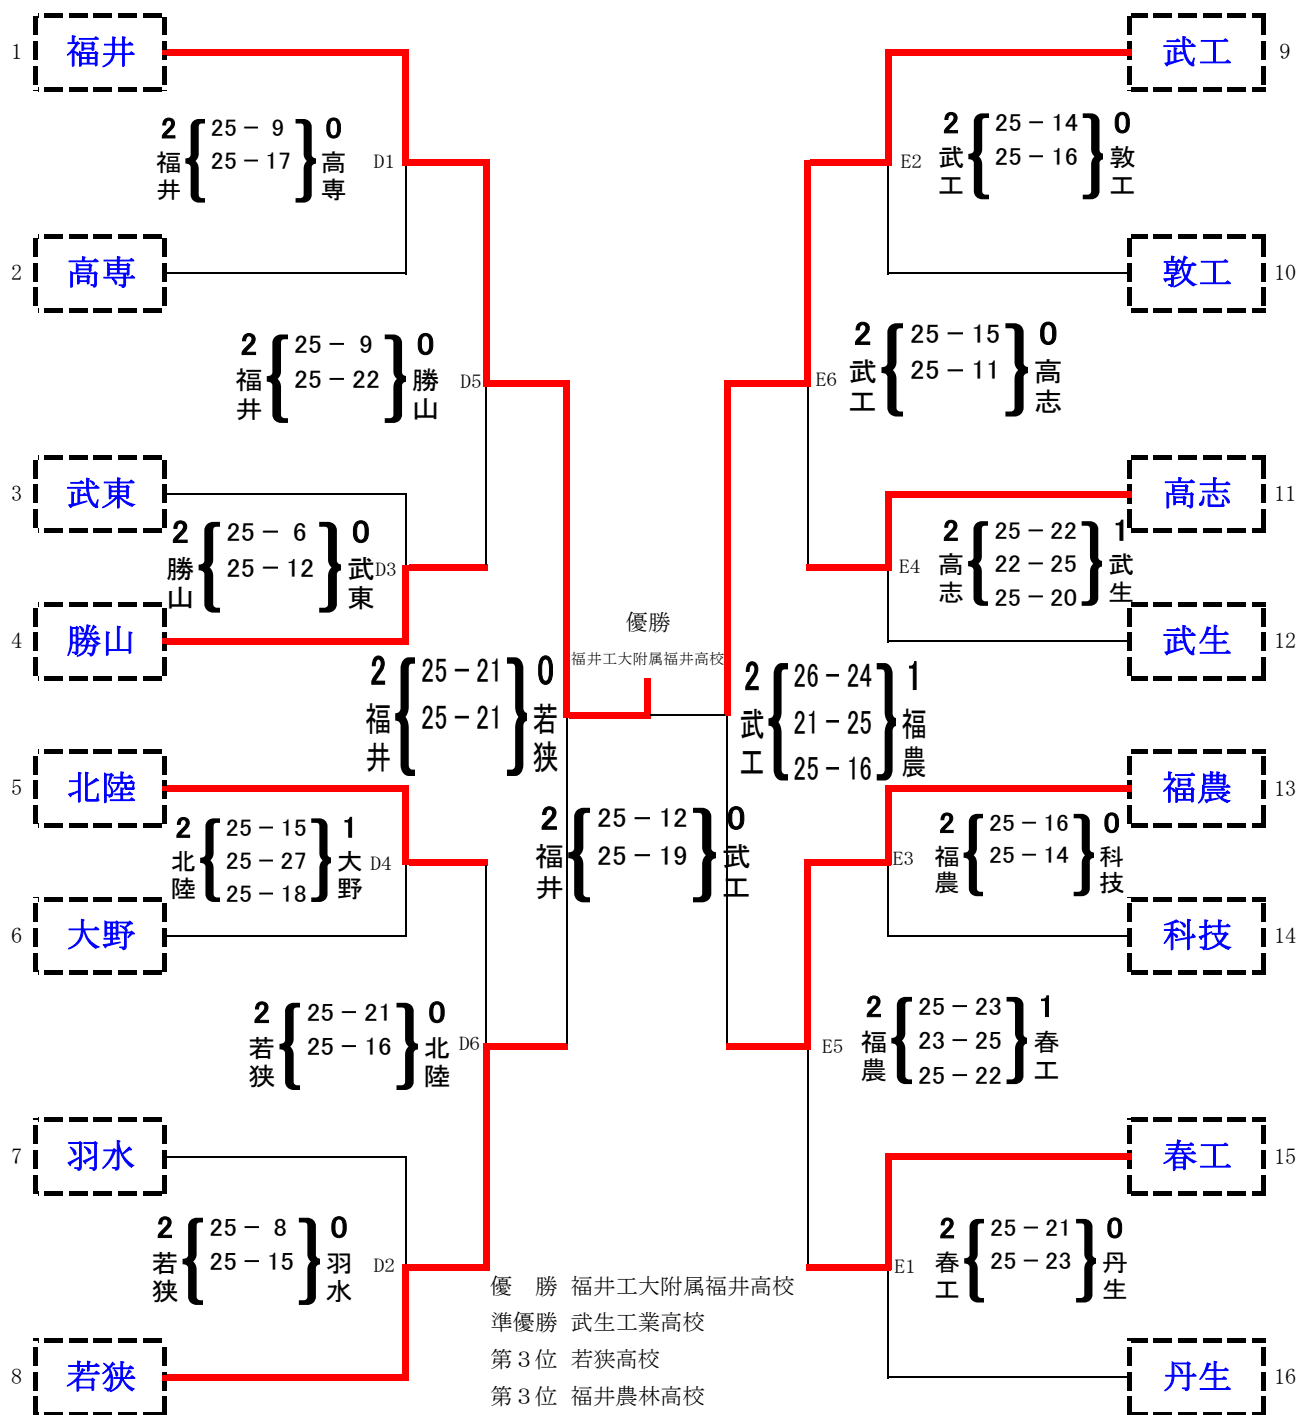 1 福井
2 福井 25－9 25－17 0 高専
D1
2 高専
2 福井 25－9 25－22 0 勝山
D5
3 武東
2 勝山 25－6 25－12 0 武東
D3
4 勝山
2 福井 25－21 25－21 0 若狭
5 北陸
2 北陸 25－15 25－27 25－18 1 大野
D4
6 大野
2 若狭 25－21 25－16 0 北陸
D6
7 羽水
2 若狭 25－8 25－15 0 羽水
D2
8 若狭
優勝
福井工大附属福井高校
2 福井 25－12 25－19 0 武工
武工 9
2 武工 25－14 25－16 0 敦工
E2
敦工 10
2 武工 25－15 25－11 0 高志
E6
高志 11
2 高志 25－22 22－25 25－20 1 武生
E4
武生 12
2 武工 26－24 21－25 25－16 1 福農
福農 13
2 福農 25－16 25－14 0 科技
E3
科技 14
2 福農 25－23 23－25 25－22 1 春工
E5
春工 15
2 春工 25－21 25－23 0 丹生
E1
丹生 16
優　勝 福井工大附属福井高校
準優勝 武生工業高校
第３位 若狭高校
第３位 福井農林高校